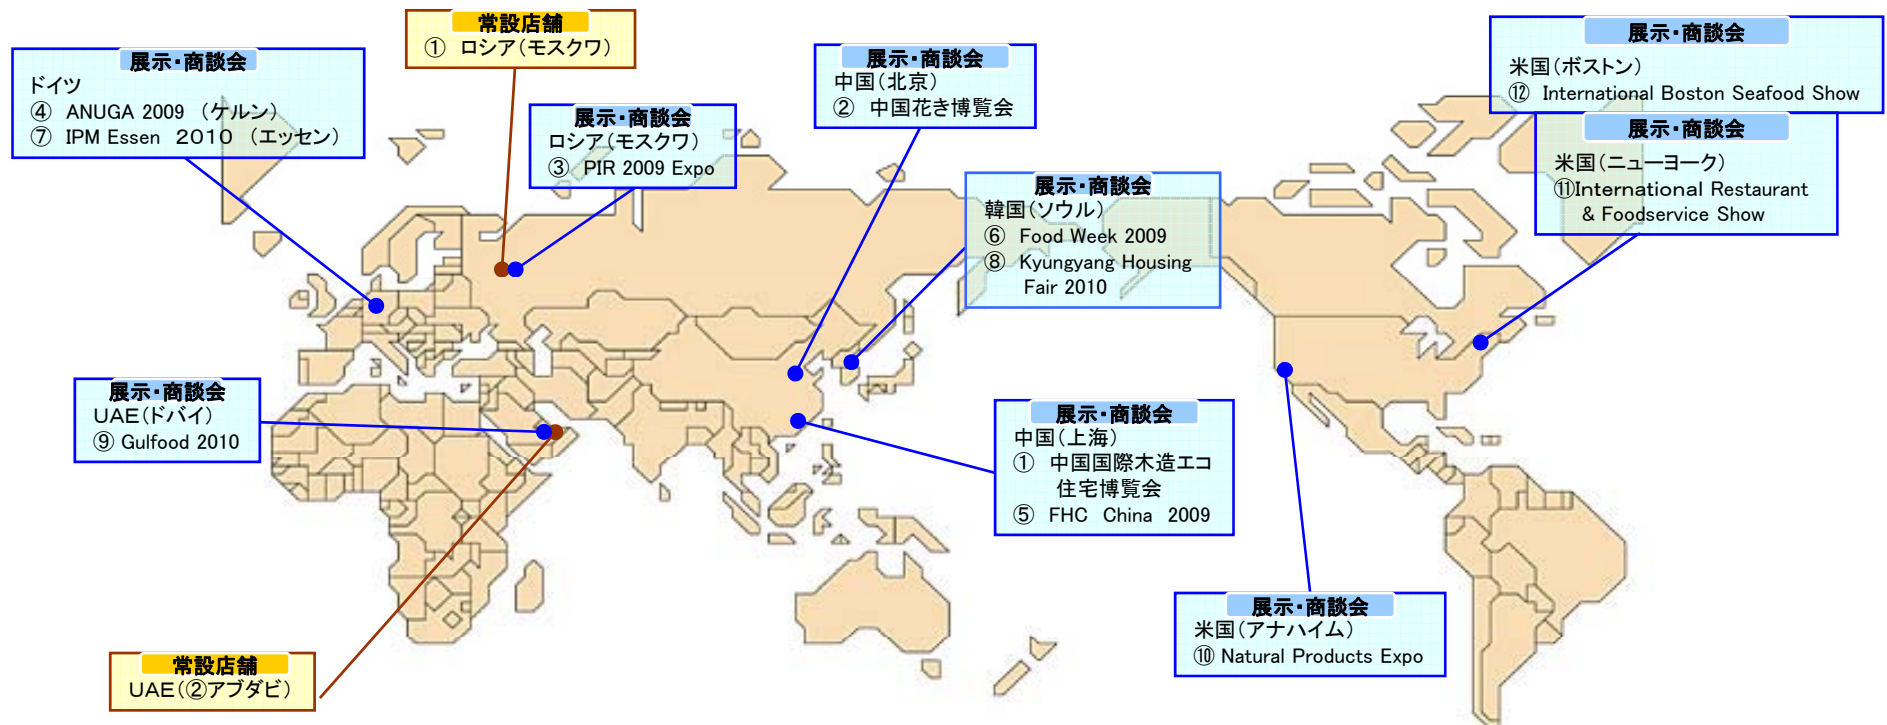 常設店舗
① ロシア(モスクワ)
展示・商談会
ドイツ
④ ANUGA 2009 (ケルン)
⑦ IPM Essen 2010 (エッセン)
展示・商談会
ロシア(モスクワ)
③ PIR 2009 Expo
展示・商談会
中国(北京)
② 中国花き博覧会
展示・商談会
韓国(ソウル)
⑥ Food Week 2009
⑧ Kyungyang Housing
Fair 2010
展示・商談会
米国(ボストン)
⑫ International Boston Seafood Show
展示・商談会
米国(ニューヨーク)
⑪International Restaurant
& Foodservice Show
展示・商談会
UAE(ドバイ)
⑨ Gulfood 2010
展示・商談会
中国(上海)
① 中国国際木造エコ
住宅博覧会
⑤ FHC China 2009
展示・商談会
米国(アナハイム)
⑩ Natural Products Expo
常設店舗
UAE(②アブダビ)